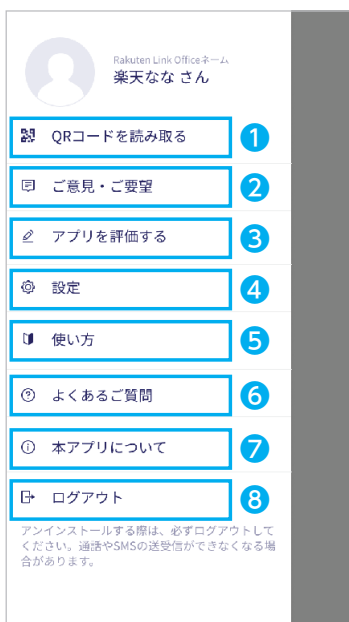 Rakuten Link Officeネーム
楽天なな さん
QRコードを読み取る 1
ご意見・ご要望 2
アプリを評価する 3
設定 4
使い方 5
よくあるご質問 6
本アプリについて 7
ログアウト 8
アンインストールする際は、必ずログアウトして
ください。通話やSMSの送受信ができなくなる場
合があります。